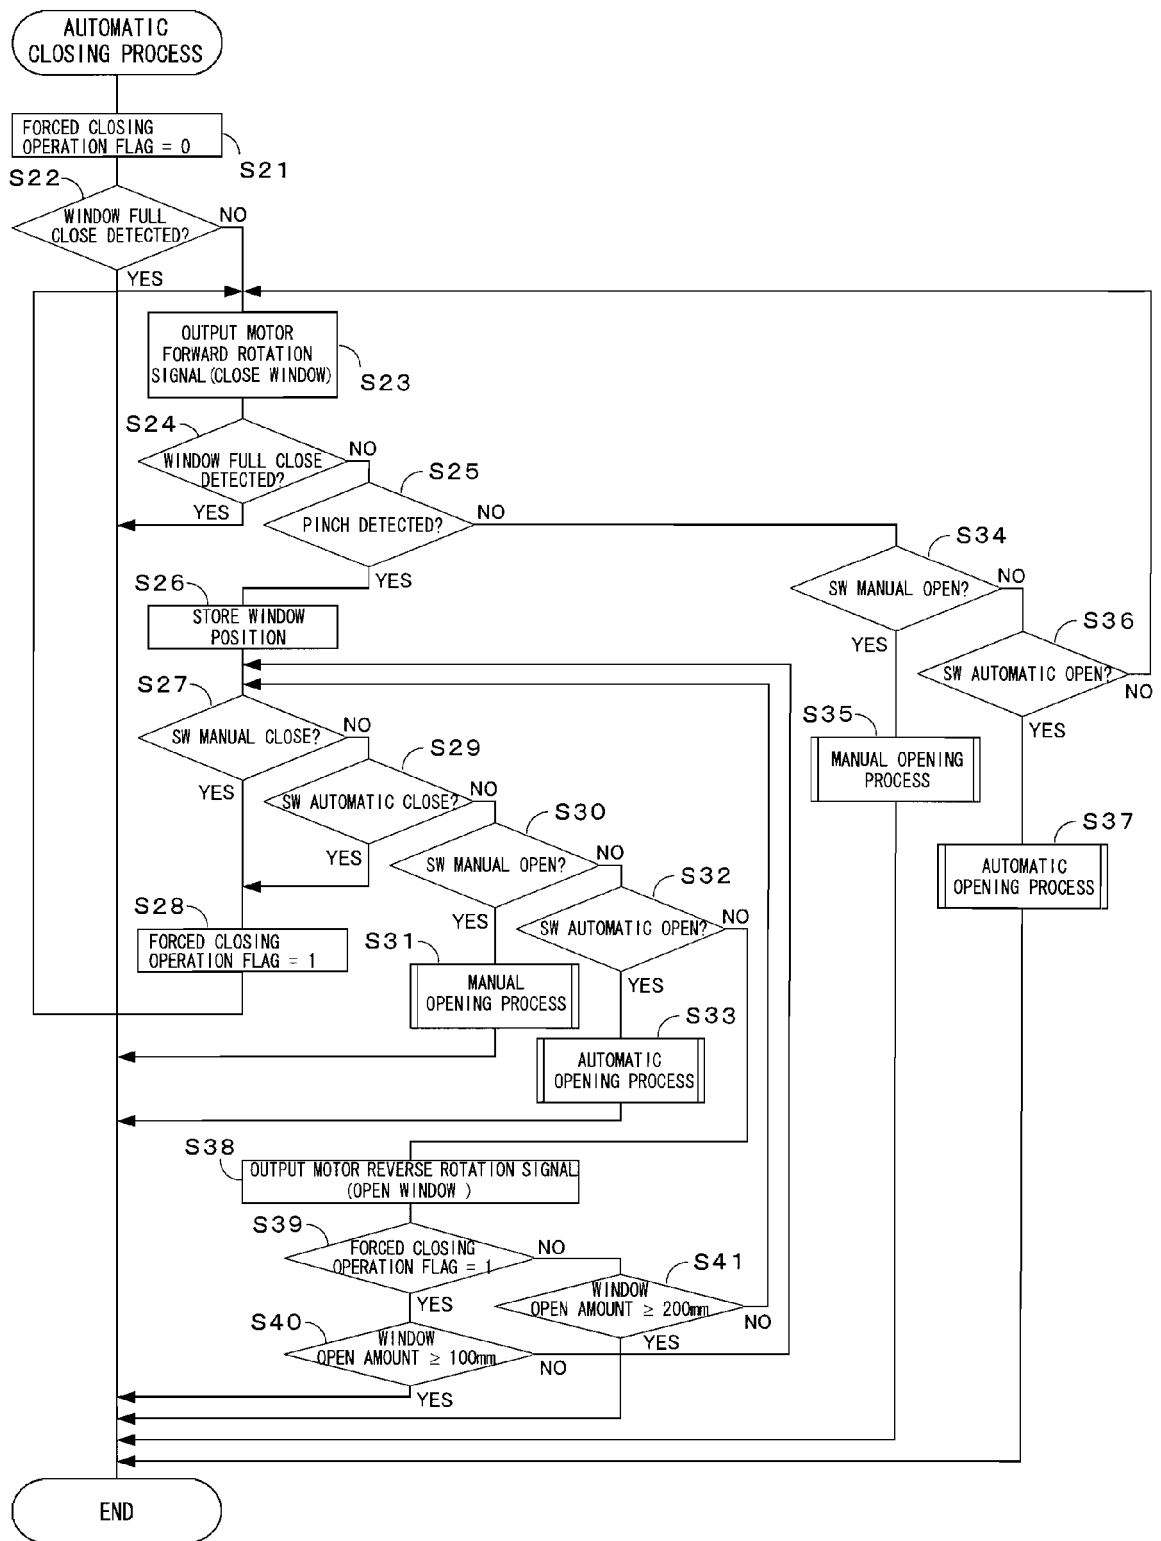 AUTOMATIC
CLOSING PROCESS
FORCED CLOSING
OPERATION FLAG = 0
S21
S22
WINDOW FULL
CLOSE DETECTED?
NO
YES
OUTPUT MOTOR
FORWARD ROTATION
SIGNAL(CLOSE WINDOW)
S23
S24
WINDOW FULL CLOSE
DETECTED?
NO
YES
S25
PINCH DETECTED?
NO
YES
S34
SW MANUAL OPEN?
NO
YES
S36
SW AUTOMATIC OPEN?
NO
YES
S26
STORE WINDOW
POSITION
S27
SW MANUAL CLOSE?
NO
YES
S29
SW AUTOMATIC CLOSE?
NO
YES
S35
MANUAL OPENING
PROCESS
S30
SW MANUAL OPEN?
NO
YES
S37
AUTOMATIC
OPENING PROCESS
S32
SW AUTOMATIC OPEN?
NO
YES
S28
FORCED CLOSING
OPERATION FLAG = 1
S31
MANUAL
OPENING PROCESS
S33
AUTOMATIC
OPENING PROCESS
S38
OUTPUT MOTOR REVERSE ROTATION SIGNAL
(OPEN WINDOW )
S39
FORCED CLOSING
OPERATION FLAG = 1
NO
YES
S41
WINDOW
OPEN AMOUNT ≥ 200mm
NO
YES
S40
WINDOW
OPEN AMOUNT ≥ 100mm
NO
YES
END